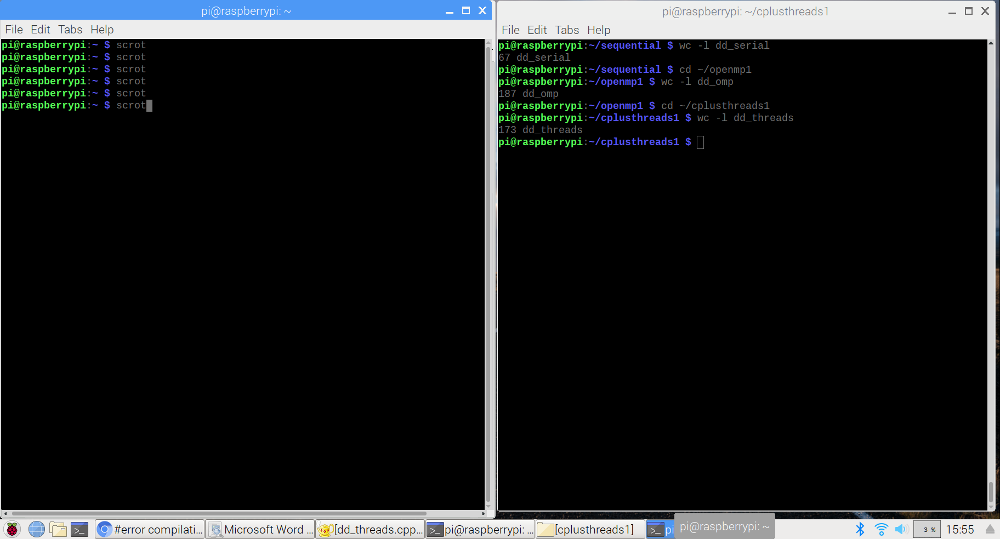 pi@raspberrypi: ~
File Edit Tabs Help
pi@raspberrypi:~ $ scrot
pi@raspberrypi:~ $ scrot
pi@raspberrypi:~ $ scrot
pi@raspberrypi:~ $ scrot
pi@raspberrypi:~ $ scrot
pi@raspberrypi:~ $ scrot
pi@raspberrypi: ~/cplusthreads1
File Edit Tabs Help
pi@raspberrypi:~/sequential $ wc -l dd_serial
67 dd_serial
pi@raspberrypi:~/sequential $ cd ~/openmp1
pi@raspberrypi:~/openmp1 $ wc -l dd_omp
187 dd_omp
pi@raspberrypi:~/openmp1 $ cd ~/cplusthreads1
pi@raspberrypi:~/cplusthreads1 $ wc -l dd_threads
173 dd_threads
pi@raspberrypi:~/cplusthreads1 $
#error compilati... Microsoft Word ... [dd_threads.cpp... pi@raspberrypi: ... [cplusthreads1] pi pi@raspberrypi: ~ 3 % 15:55